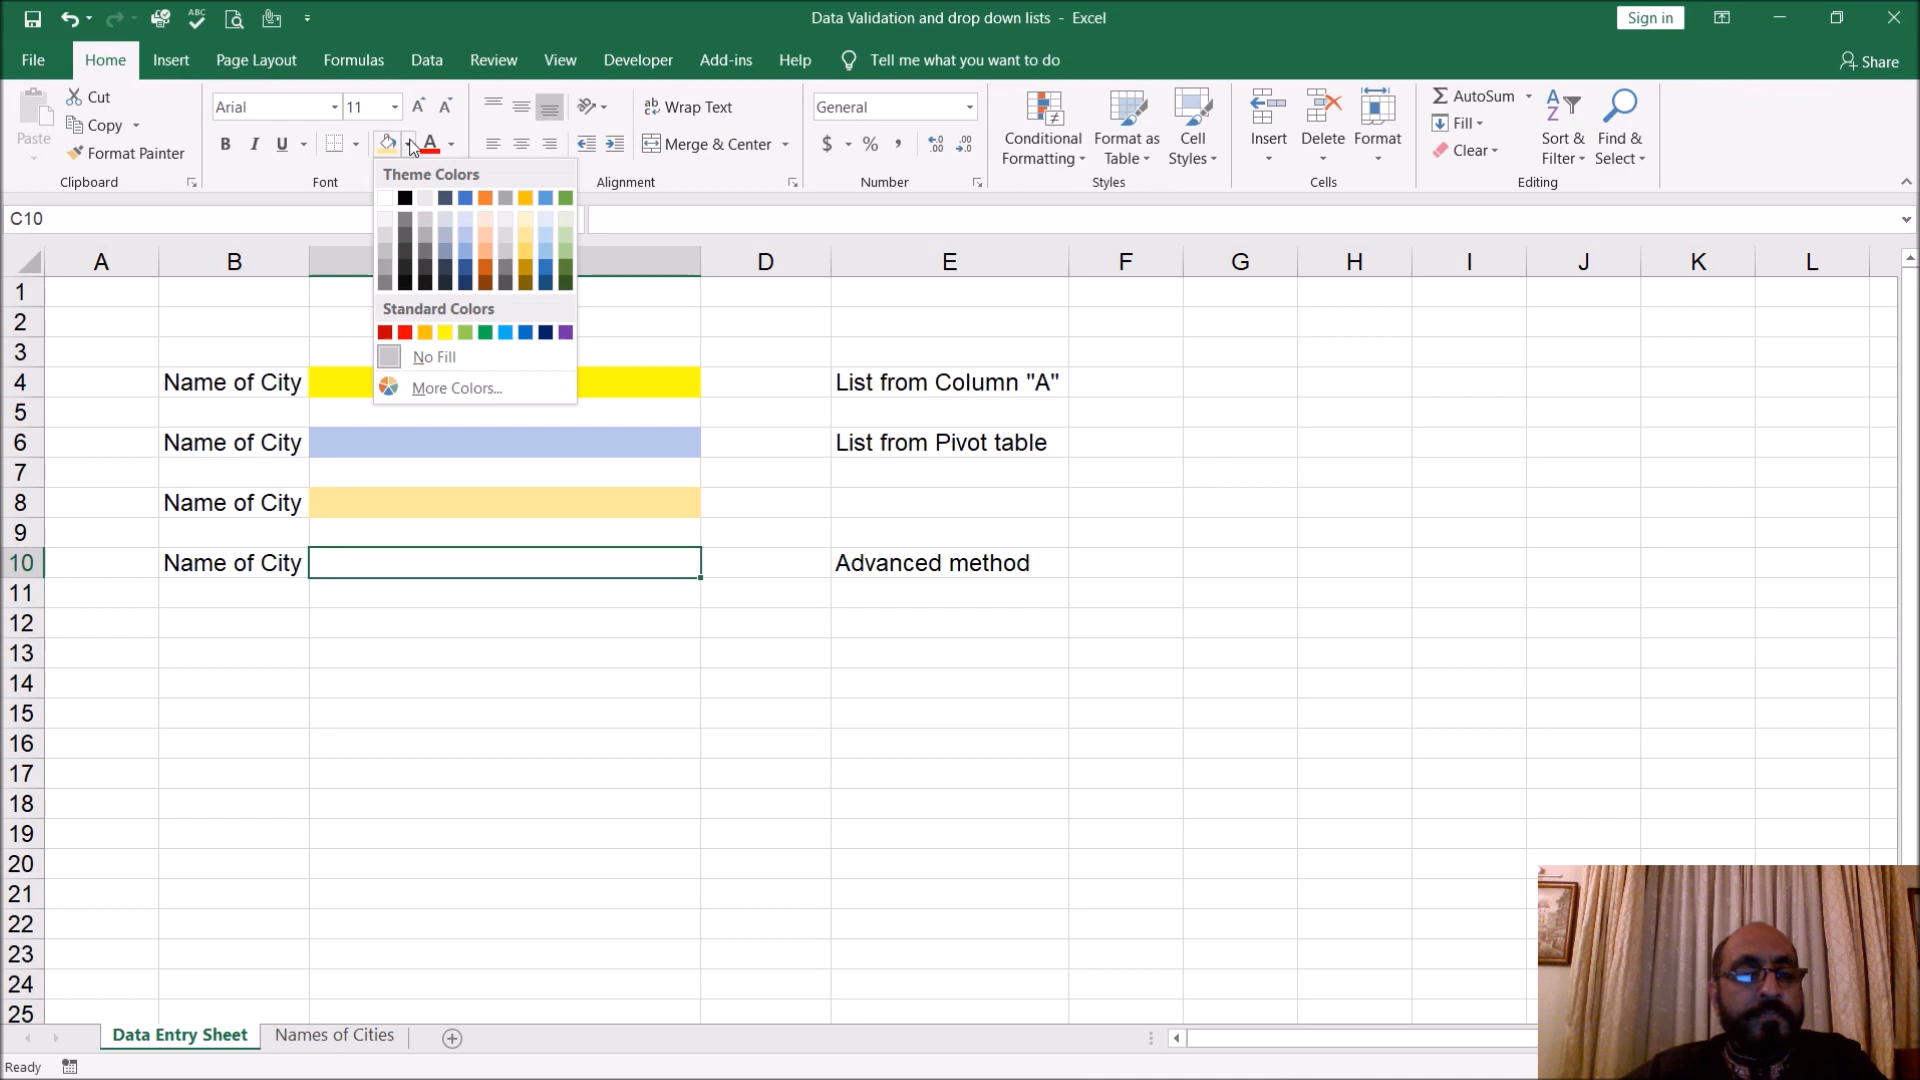 Data Validation and drop down lists - Excel
Sign in
File Home Insert Page Layout Formulas Data Review View Developer Add-ins Help Tell me what you want to do
Share
Paste
Cut
Copy
Format Painter
Clipboard
Arial 11
B I U
Font
Wrap Text
Merge & Center
Alignment
General
$ % ,
Number
Conditional Formatting
Format as Table
Cell Styles
Styles
Insert
Delete
Format
Cells
AutoSum
Fill
Clear
Sort & Filter
Find & Select
Editing
Theme Colors
Standard Colors
No Fill
More Colors...
C10
A B D E F G H I J K L
1
2
3
4 Name of City List from Column "A"
5
6 Name of City List from Pivot table
7
8 Name of City
9
10 Name of City Advanced method
11
12
13
14
15
16
17
18
19
20
21
22
23
24
25
Data Entry Sheet Names of Cities
Ready